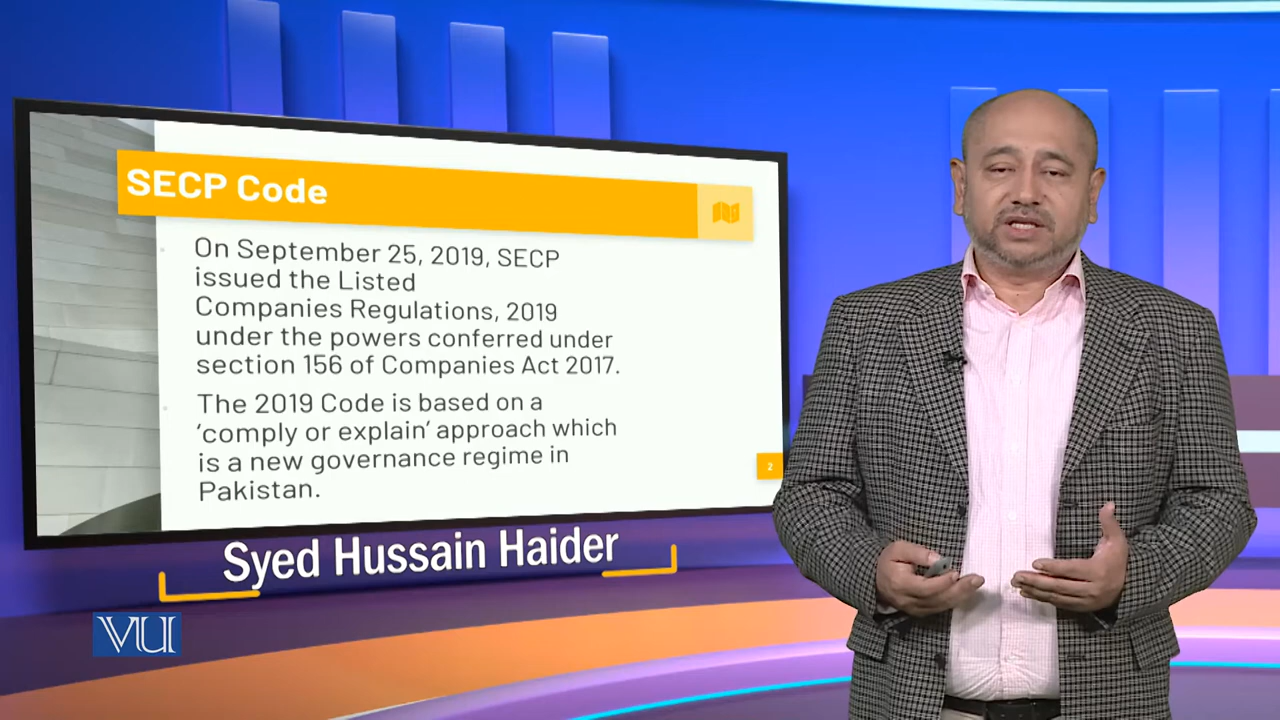 SECP Code
On September 25, 2019, SECP
issued the Listed
Companies Regulations, 2019
under the powers conferred under
section 156 of Companies Act 2017.
The 2019 Code is based on a
‘comply or explain’ approach which
is a new governance regime in
Pakistan.
2
Syed Hussain Haider
VU